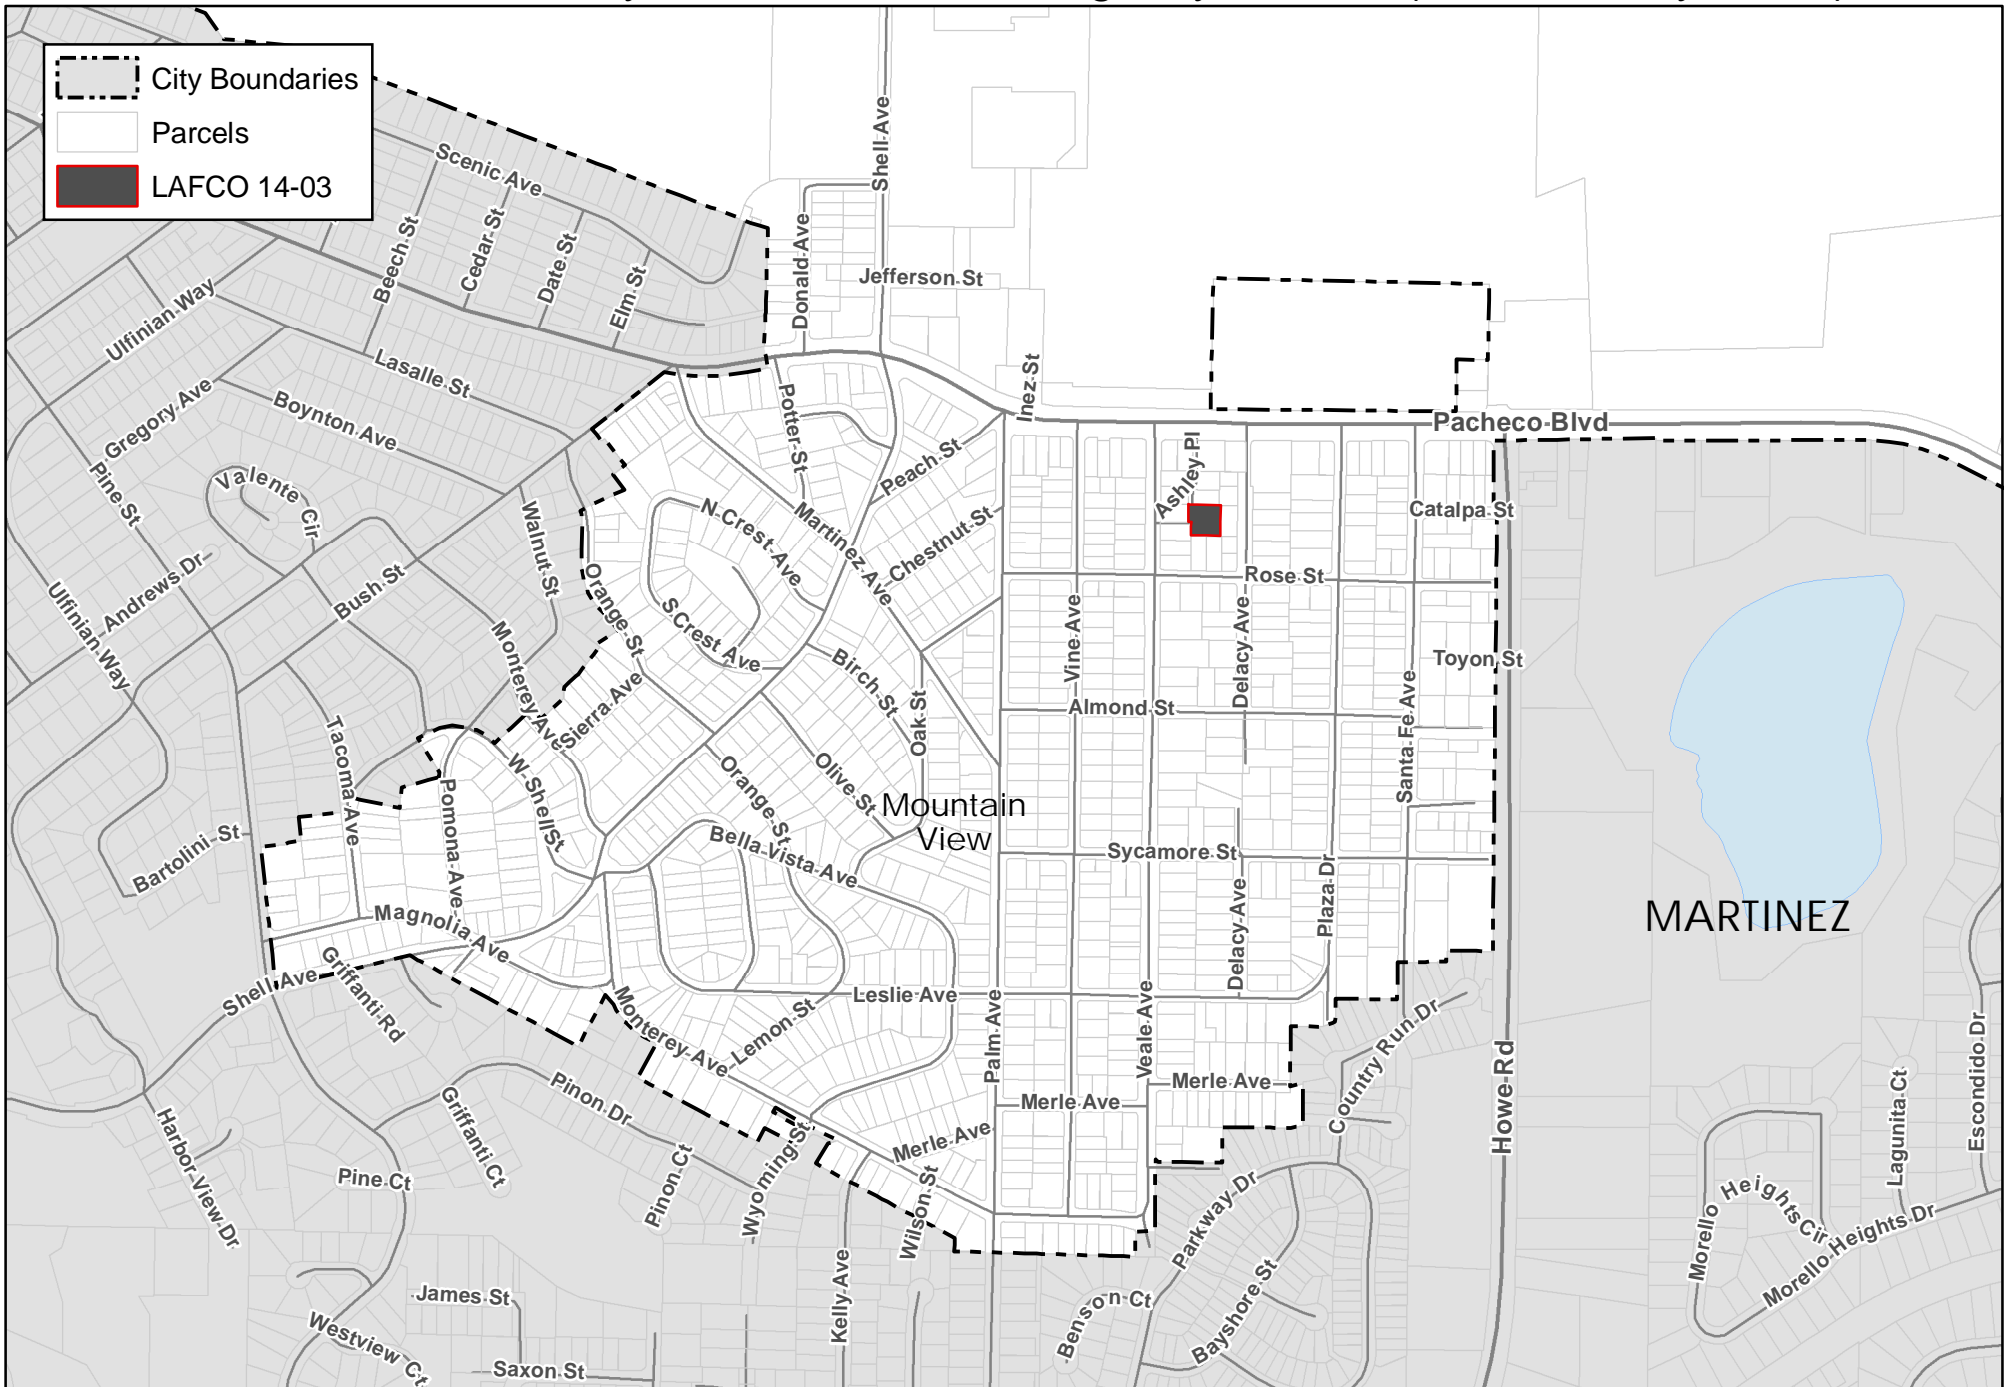 City Boundaries
Parcels
LAFCO 14-03
Scenic Ave
Shell Ave
Beech St
Cedar St
Date St
Elm St
Donald Ave
Jefferson St
Ulfinian Way
Lasalle St
Gregory Ave
Boynton Ave
Potter St
Inez St
Pacheco Blvd
Pine St
Valente Cir
Peach St
Ashley Pl
Catalpa St
Walnut St
N Crest Ave
Martinez Ave
Chestnut St
Andrews Dr
Bush St
Orange St
Rose St
Ulfinian Way
Monterey Ave
S Crest Ave
Birch St
Vine Ave
Delacy Ave
Toyon St
Sierra Ave
Oak St
Almond St
Santa Fe Ave
Tacoma Ave
Pomona Ave
W Shell St
Orange St
Olive St
Mountain
View
Bartolini St
Bella Vista Ave
Sycamore St
Plaza Dr
Delacy Ave
MARTINEZ
Magnolia Ave
Griffanti Rd
Shell Ave
Monterey Ave
Lemon St
Leslie Ave
Palm Ave
Veale Ave
Country Run Dr
Howe Rd
Escondido Dr
Lagunita Ct
Pinon Dr
Merle Ave
Merle Ave
Merle Ave
Harbor View Dr
Griffanti Ct
Pine Ct
Pinon Ct
Wyoming St
Wilson St
Kelly Ave
Parkway Dr
Bayshore St
Benson Ct
Morello
Heights Cir
Morello Heights Dr
James St
Westview Ct
Saxon St